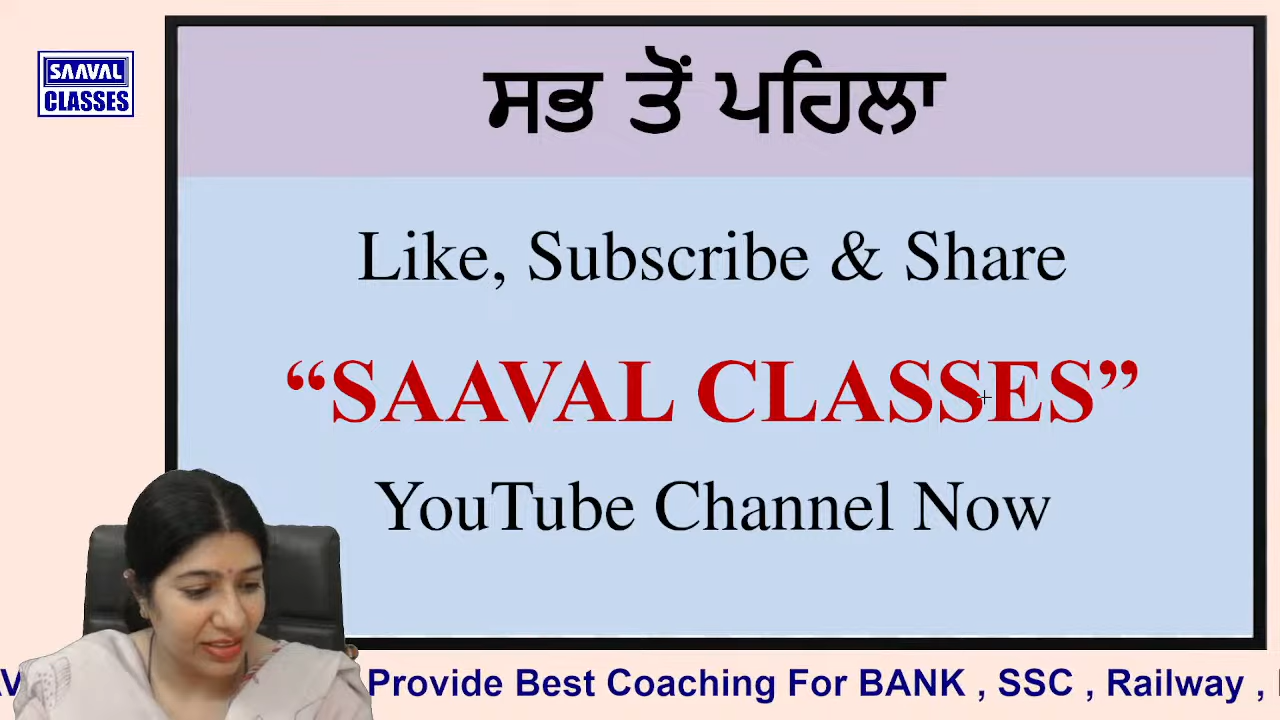 SAAVAL
CLASSES
ਸਭ ਤੋਂ ਪਹਿਲਾ
Like, Subscribe & Share
“SAAVAL CLASSES”
YouTube Channel Now
Provide Best Coaching For BANK , SSC , Railway ,